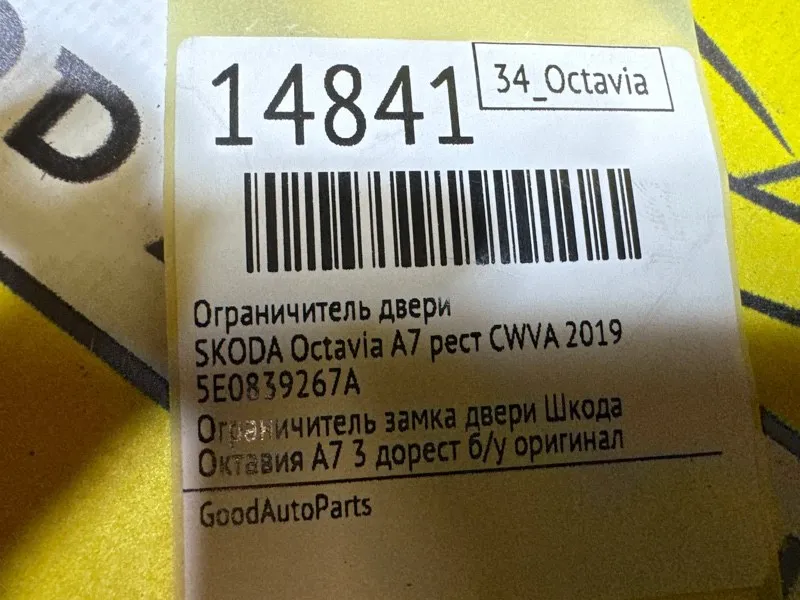 14841
34_Octavia
Ограничитель двери
SKODA Octavia A7 рест CWVA 2019
5E0839267A
Ограничитель замка двери Шкода
Октавия А7 3 дорест б/у оригинал
GoodAutoParts